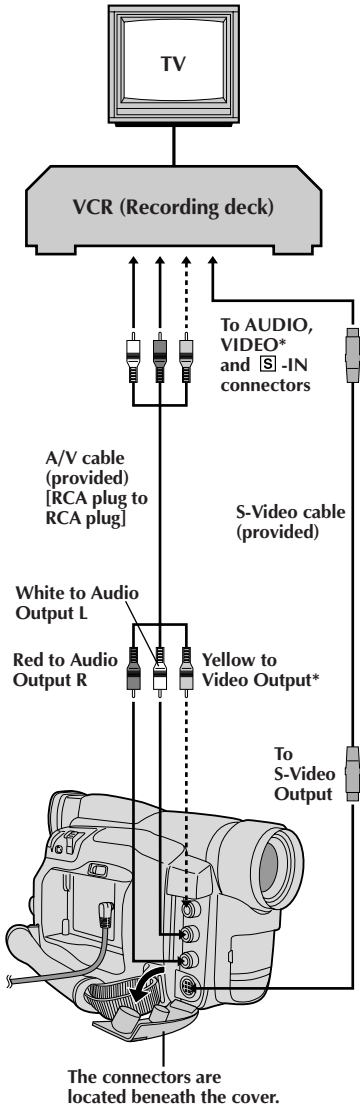 TV
VCR (Recording deck)
To AUDIO,
VIDEO*
and S -IN
connectors
A/V cable
(provided)
[RCA plug to
RCA plug]
S-Video cable
(provided)
White to Audio
Output L
Red to Audio
Output R
Yellow to
Video Output*
To
S-Video
Output
The connectors are
located beneath the cover.